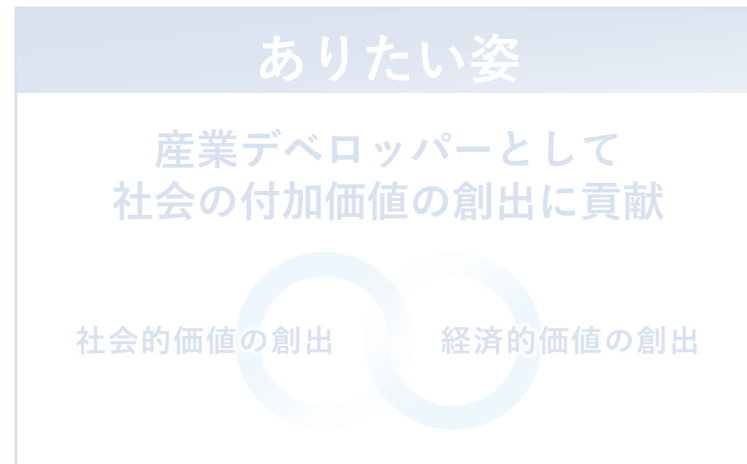 ありたい姿
産業デベロッパーとして
社会の付加価値の創出に貢献
社会的価値の創出
経済的価値の創出